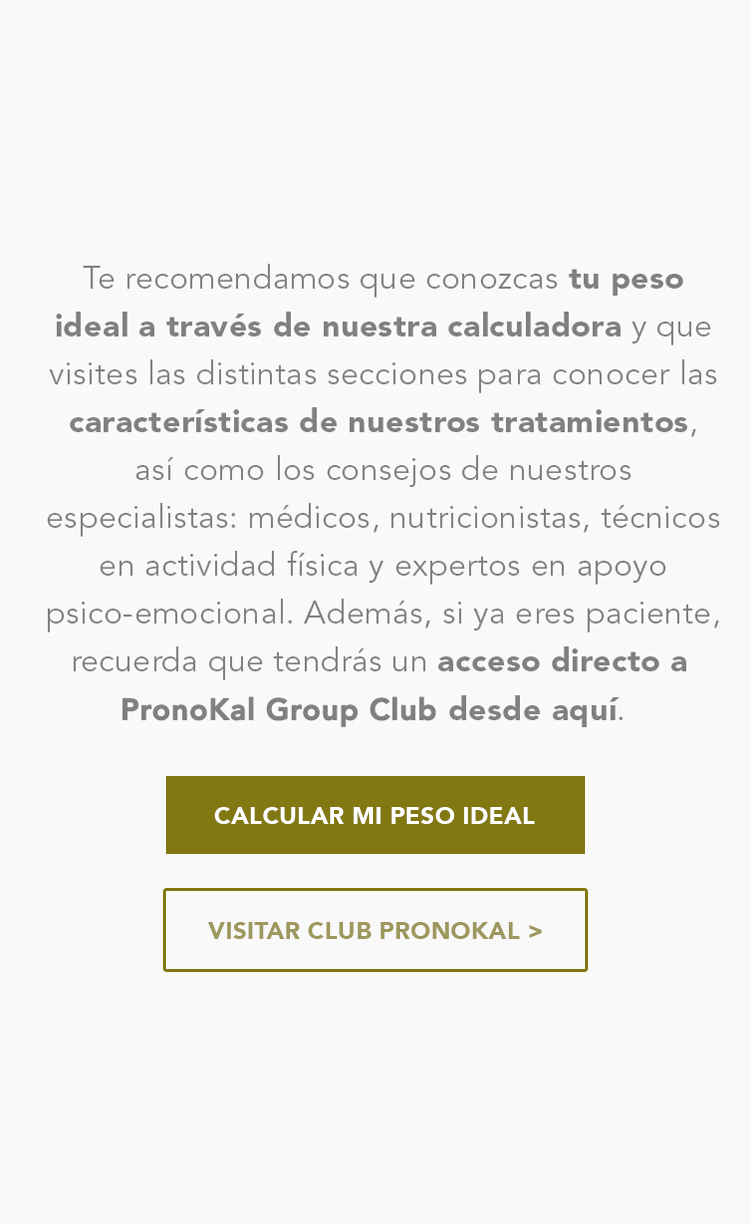 Te recomendamos que conozcas tu peso
ideal a través de nuestra calculadora y que
visites las distintas secciones para conocer las
características de nuestros tratamientos,
así como los consejos de nuestros
especialistas: médicos, nutricionistas, técnicos
en actividad física y expertos en apoyo
psico-emocional. Además, si ya eres paciente,
recuerda que tendrás un acceso directo a
PronoKal Group Club desde aquí.
CALCULAR MI PESO IDEAL
VISITAR CLUB PRONOKAL >